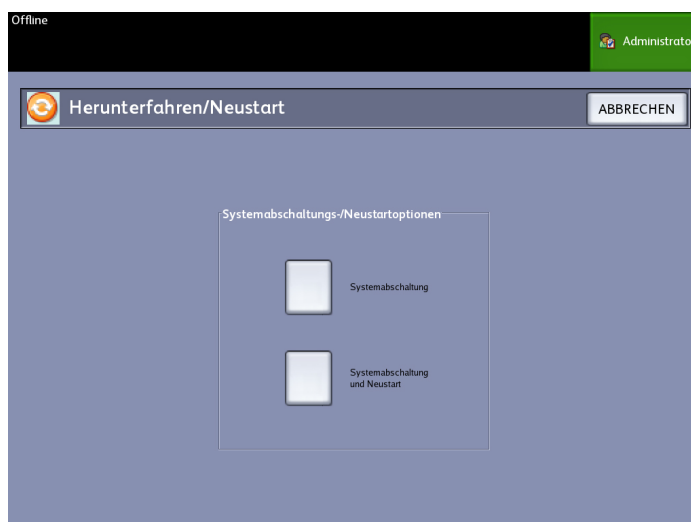 Offline
Administrato
Herunterfahren/Neustart
ABBRECHEN
Systemabschaltungs-/Neustartoptionen
Systemabschaltung
Systemabschaltung
und Neustart